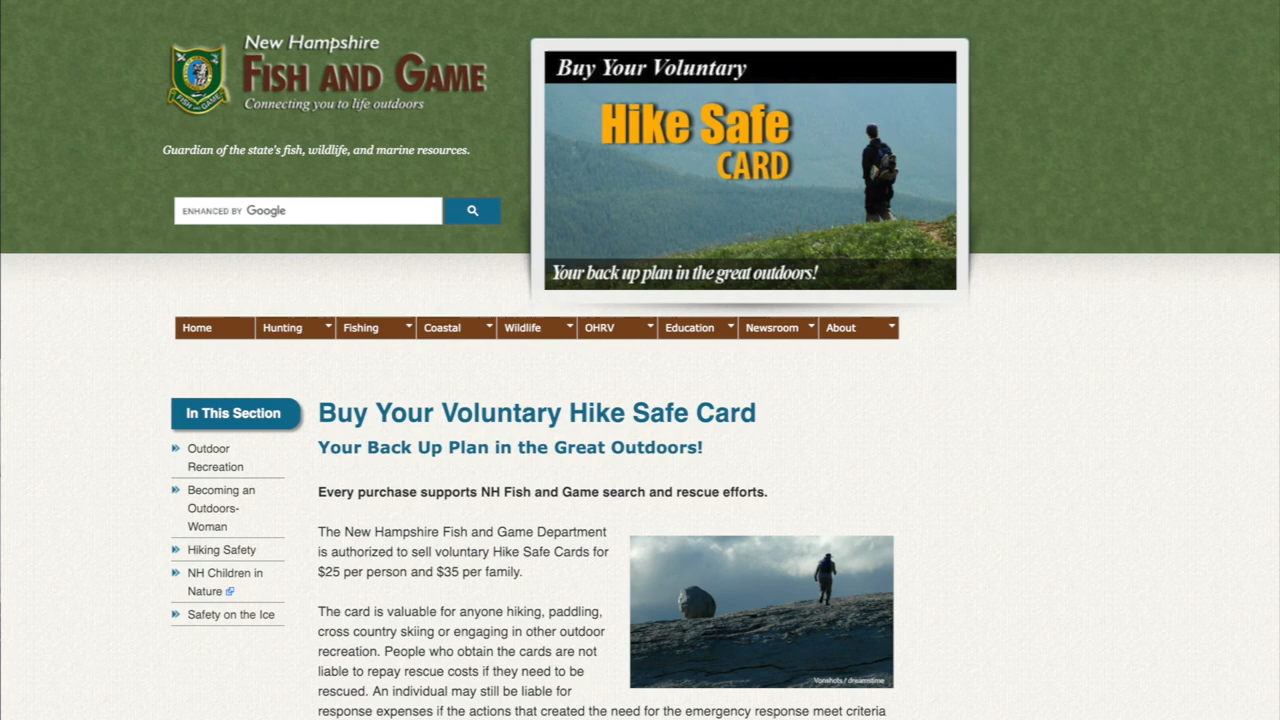 New Hampshire
FISH AND GAME
Connecting you to life outdoors
FISH AND GAME
Guardian of the state's fish, wildlife, and marine resources.
ENHANCED BY Google
Buy Your Voluntary
Hike Safe
CARD
Your back up plan in the great outdoors!
Home
Hunting
Fishing
Coastal
Wildlife
OHRV
Education
Newsroom
About
In This Section
Outdoor
Recreation
Becoming an
Outdoors-
Woman
Hiking Safety
NH Children in
Nature
Safety on the Ice
Buy Your Voluntary Hike Safe Card
Your Back Up Plan in the Great Outdoors!
Every purchase supports NH Fish and Game search and rescue efforts.
The New Hampshire Fish and Game Department
is authorized to sell voluntary Hike Safe Cards for
$25 per person and $35 per family.
The card is valuable for anyone hiking, paddling,
cross country skiing or engaging in other outdoor
recreation. People who obtain the cards are not
liable to repay rescue costs if they need to be
rescued. An individual may still be liable for
response expenses if the actions that created the need for the emergency response meet criteria
Vonshots / dreamstime